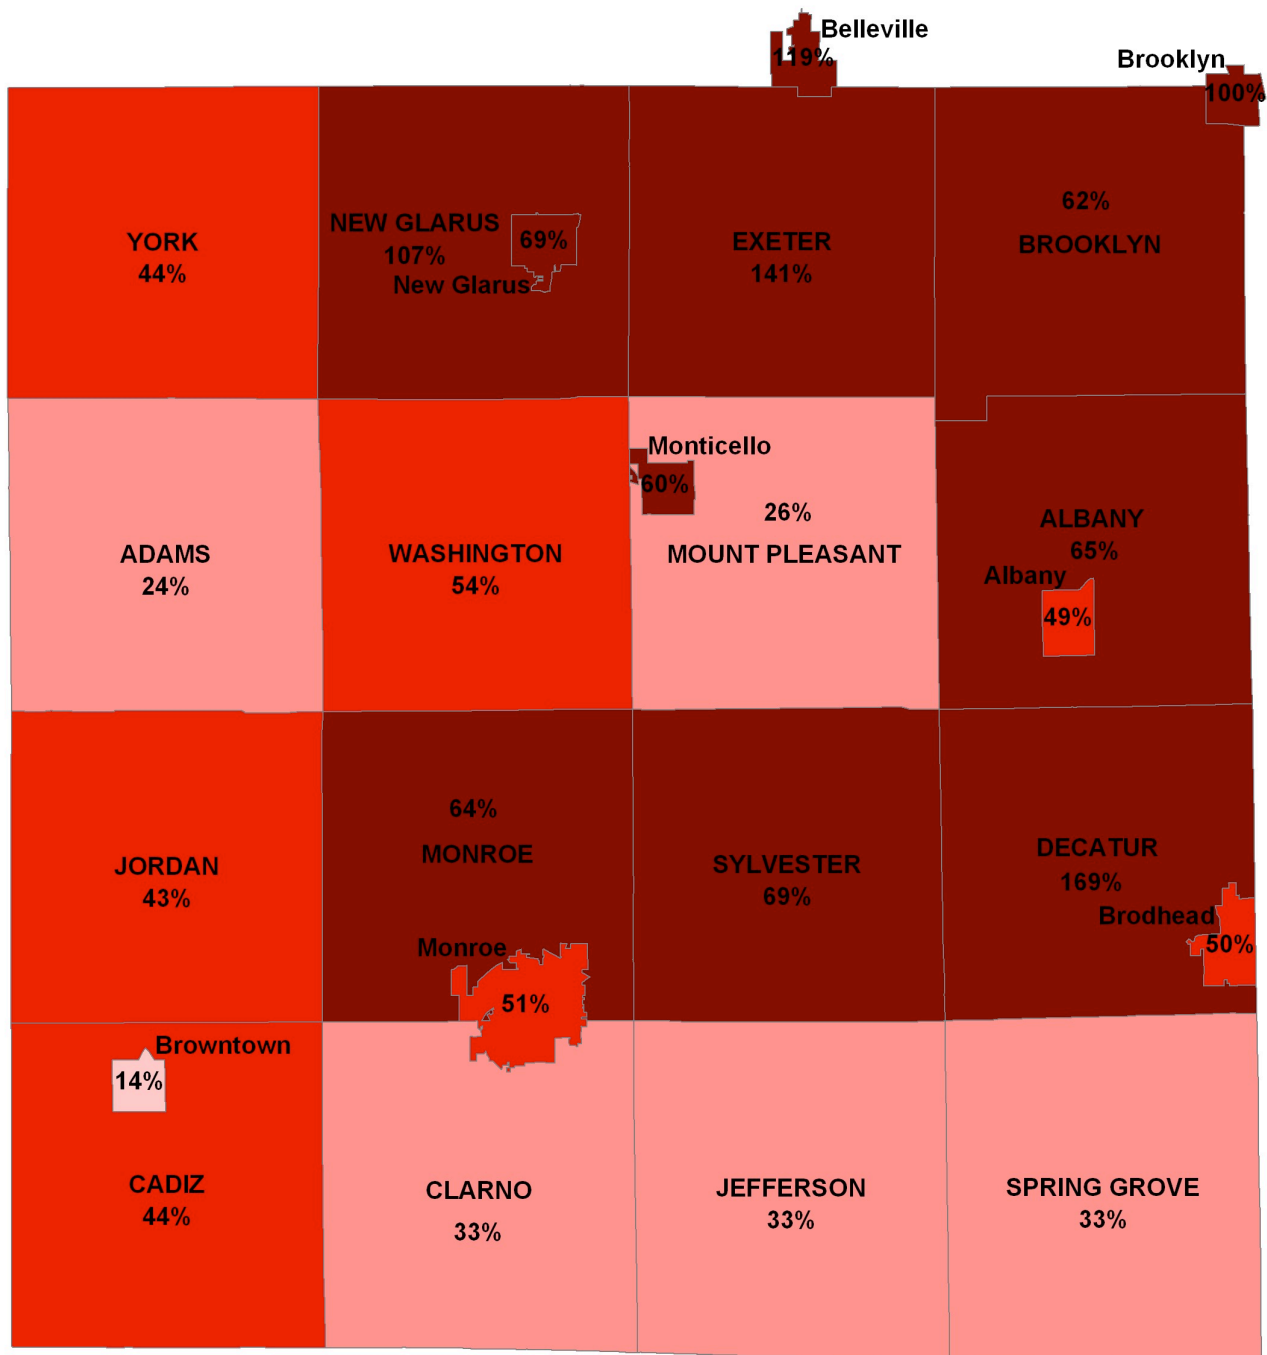 Belleville
119%
Brooklyn
100%
YORK
44%
NEW GLARUS
107%
69%
New Glarus
EXETER
141%
62%
BROOKLYN
ADAMS
24%
WASHINGTON
54%
Monticello
60%
26%
MOUNT PLEASANT
ALBANY
65%
Albany
49%
JORDAN
43%
64%
MONROE
Monroe
51%
SYLVESTER
69%
DECATUR
169%
Brodhead
50%
Browntown
14%
CADIZ
44%
CLARNO
33%
JEFFERSON
33%
SPRING GROVE
33%